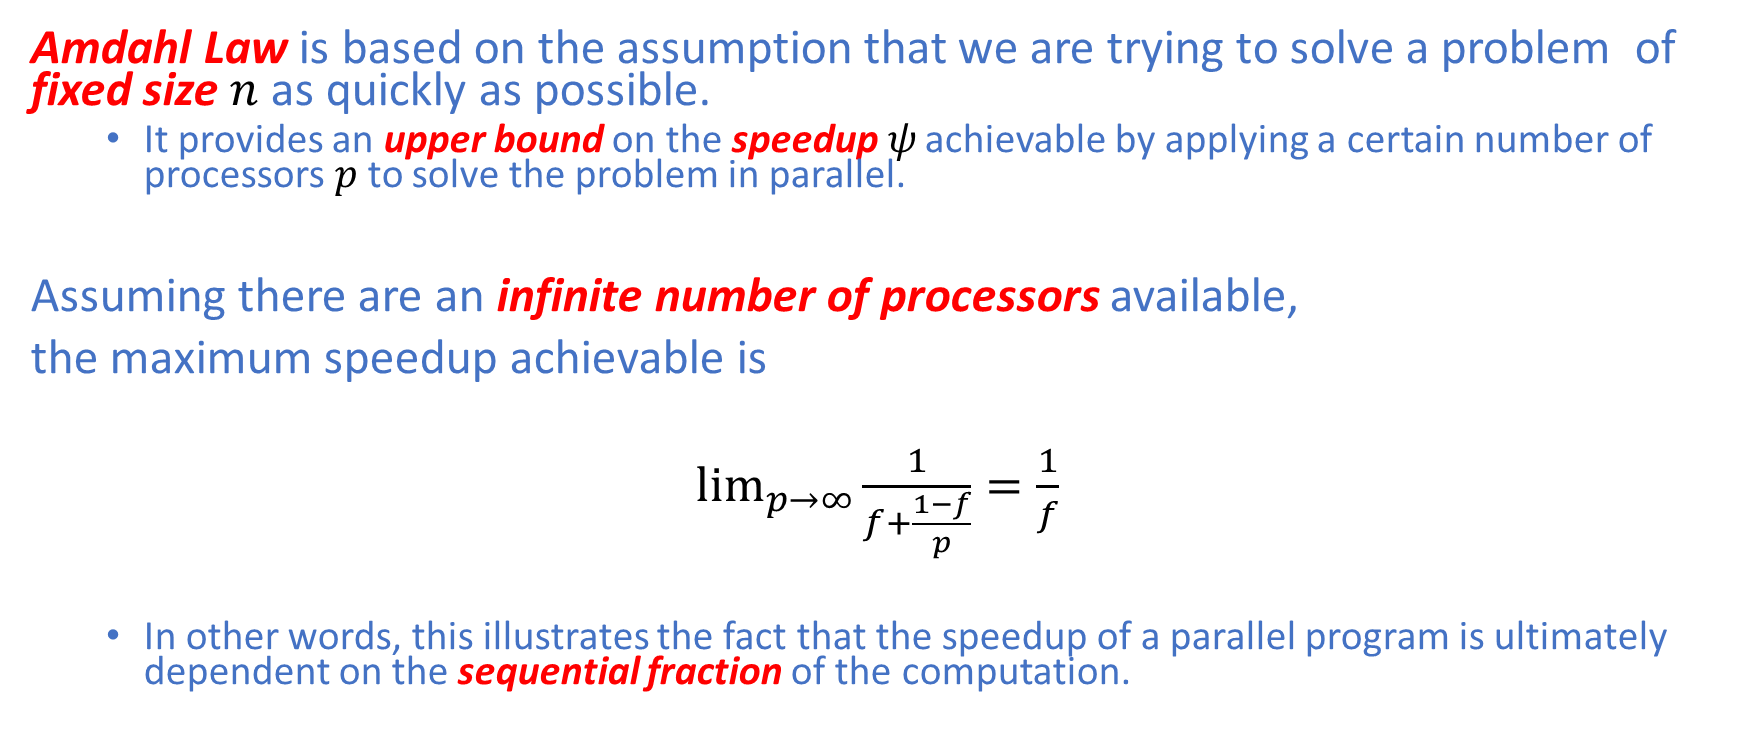 Amdahl Law is based on the assumption that we are trying to solve a problem of
fixed size n as quickly as possible.
• It provides an upper bound on the speedup ψ achievable by applying a certain number of
processors p to solve the problem in parallel.
Assuming there are an infinite number of processors available,
the maximum speedup achievable is
lim_{p→∞} \frac{1}{f+\frac{1−f}{p}} = \frac{1}{f}
• In other words, this illustrates the fact that the speedup of a parallel program is ultimately
dependent on the sequential fraction of the computation.